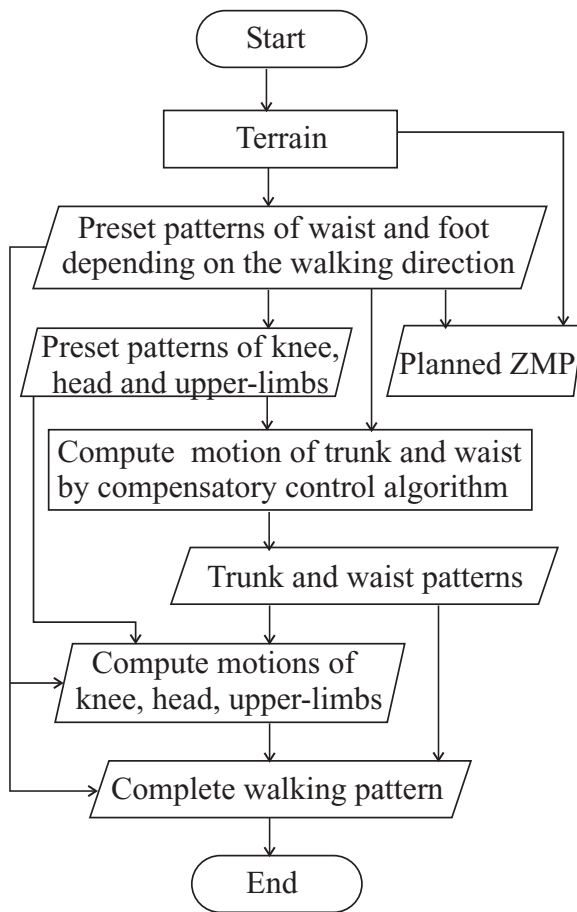 Start
Terrain
Preset patterns of waist and foot
depending on the walking direction
Preset patterns of knee,
head and upper-limbs
Planned ZMP
Compute motion of trunk and waist
by compensatory control algorithm
Trunk and waist patterns
Compute motions of
knee, head, upper-limbs
Complete walking pattern
End